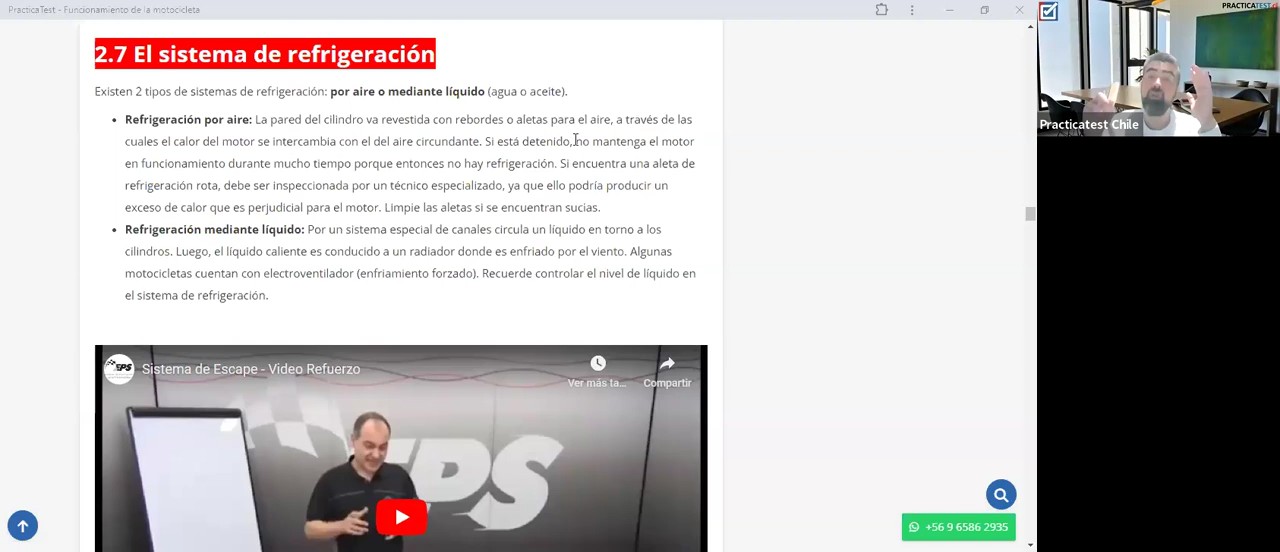 PracticaTest - Funcionamiento de la motocicleta
PRACTICATEST
2.7 El sistema de refrigeración
Existen 2 tipos de sistemas de refrigeración: por aire o mediante líquido (agua o aceite).
Refrigeración por aire: La pared del cilindro va revestida con rebordes o aletas para el aire, a través de las
cuales el calor del motor se intercambia con el del aire circundante. Si está detenido, no mantenga el motor
en funcionamiento durante mucho tiempo porque entonces no hay refrigeración. Si encuentra una aleta de
refrigeración rota, debe ser inspeccionada por un técnico especializado, ya que ello podría producir un
exceso de calor que es perjudicial para el motor. Limpie las aletas si se encuentran sucias.
Refrigeración mediante líquido: Por un sistema especial de canales circula un líquido en torno a los
cilindros. Luego, el líquido caliente es conducido a un radiador donde es enfriado por el viento. Algunas
motocicletas cuentan con electroventilador (enfriamiento forzado). Recuerde controlar el nivel de líquido en
el sistema de refrigeración.
Practicatest Chile
Sistema de Escape - Video Refuerzo
Ver más ta...
Compartir
+56 9 6586 2935